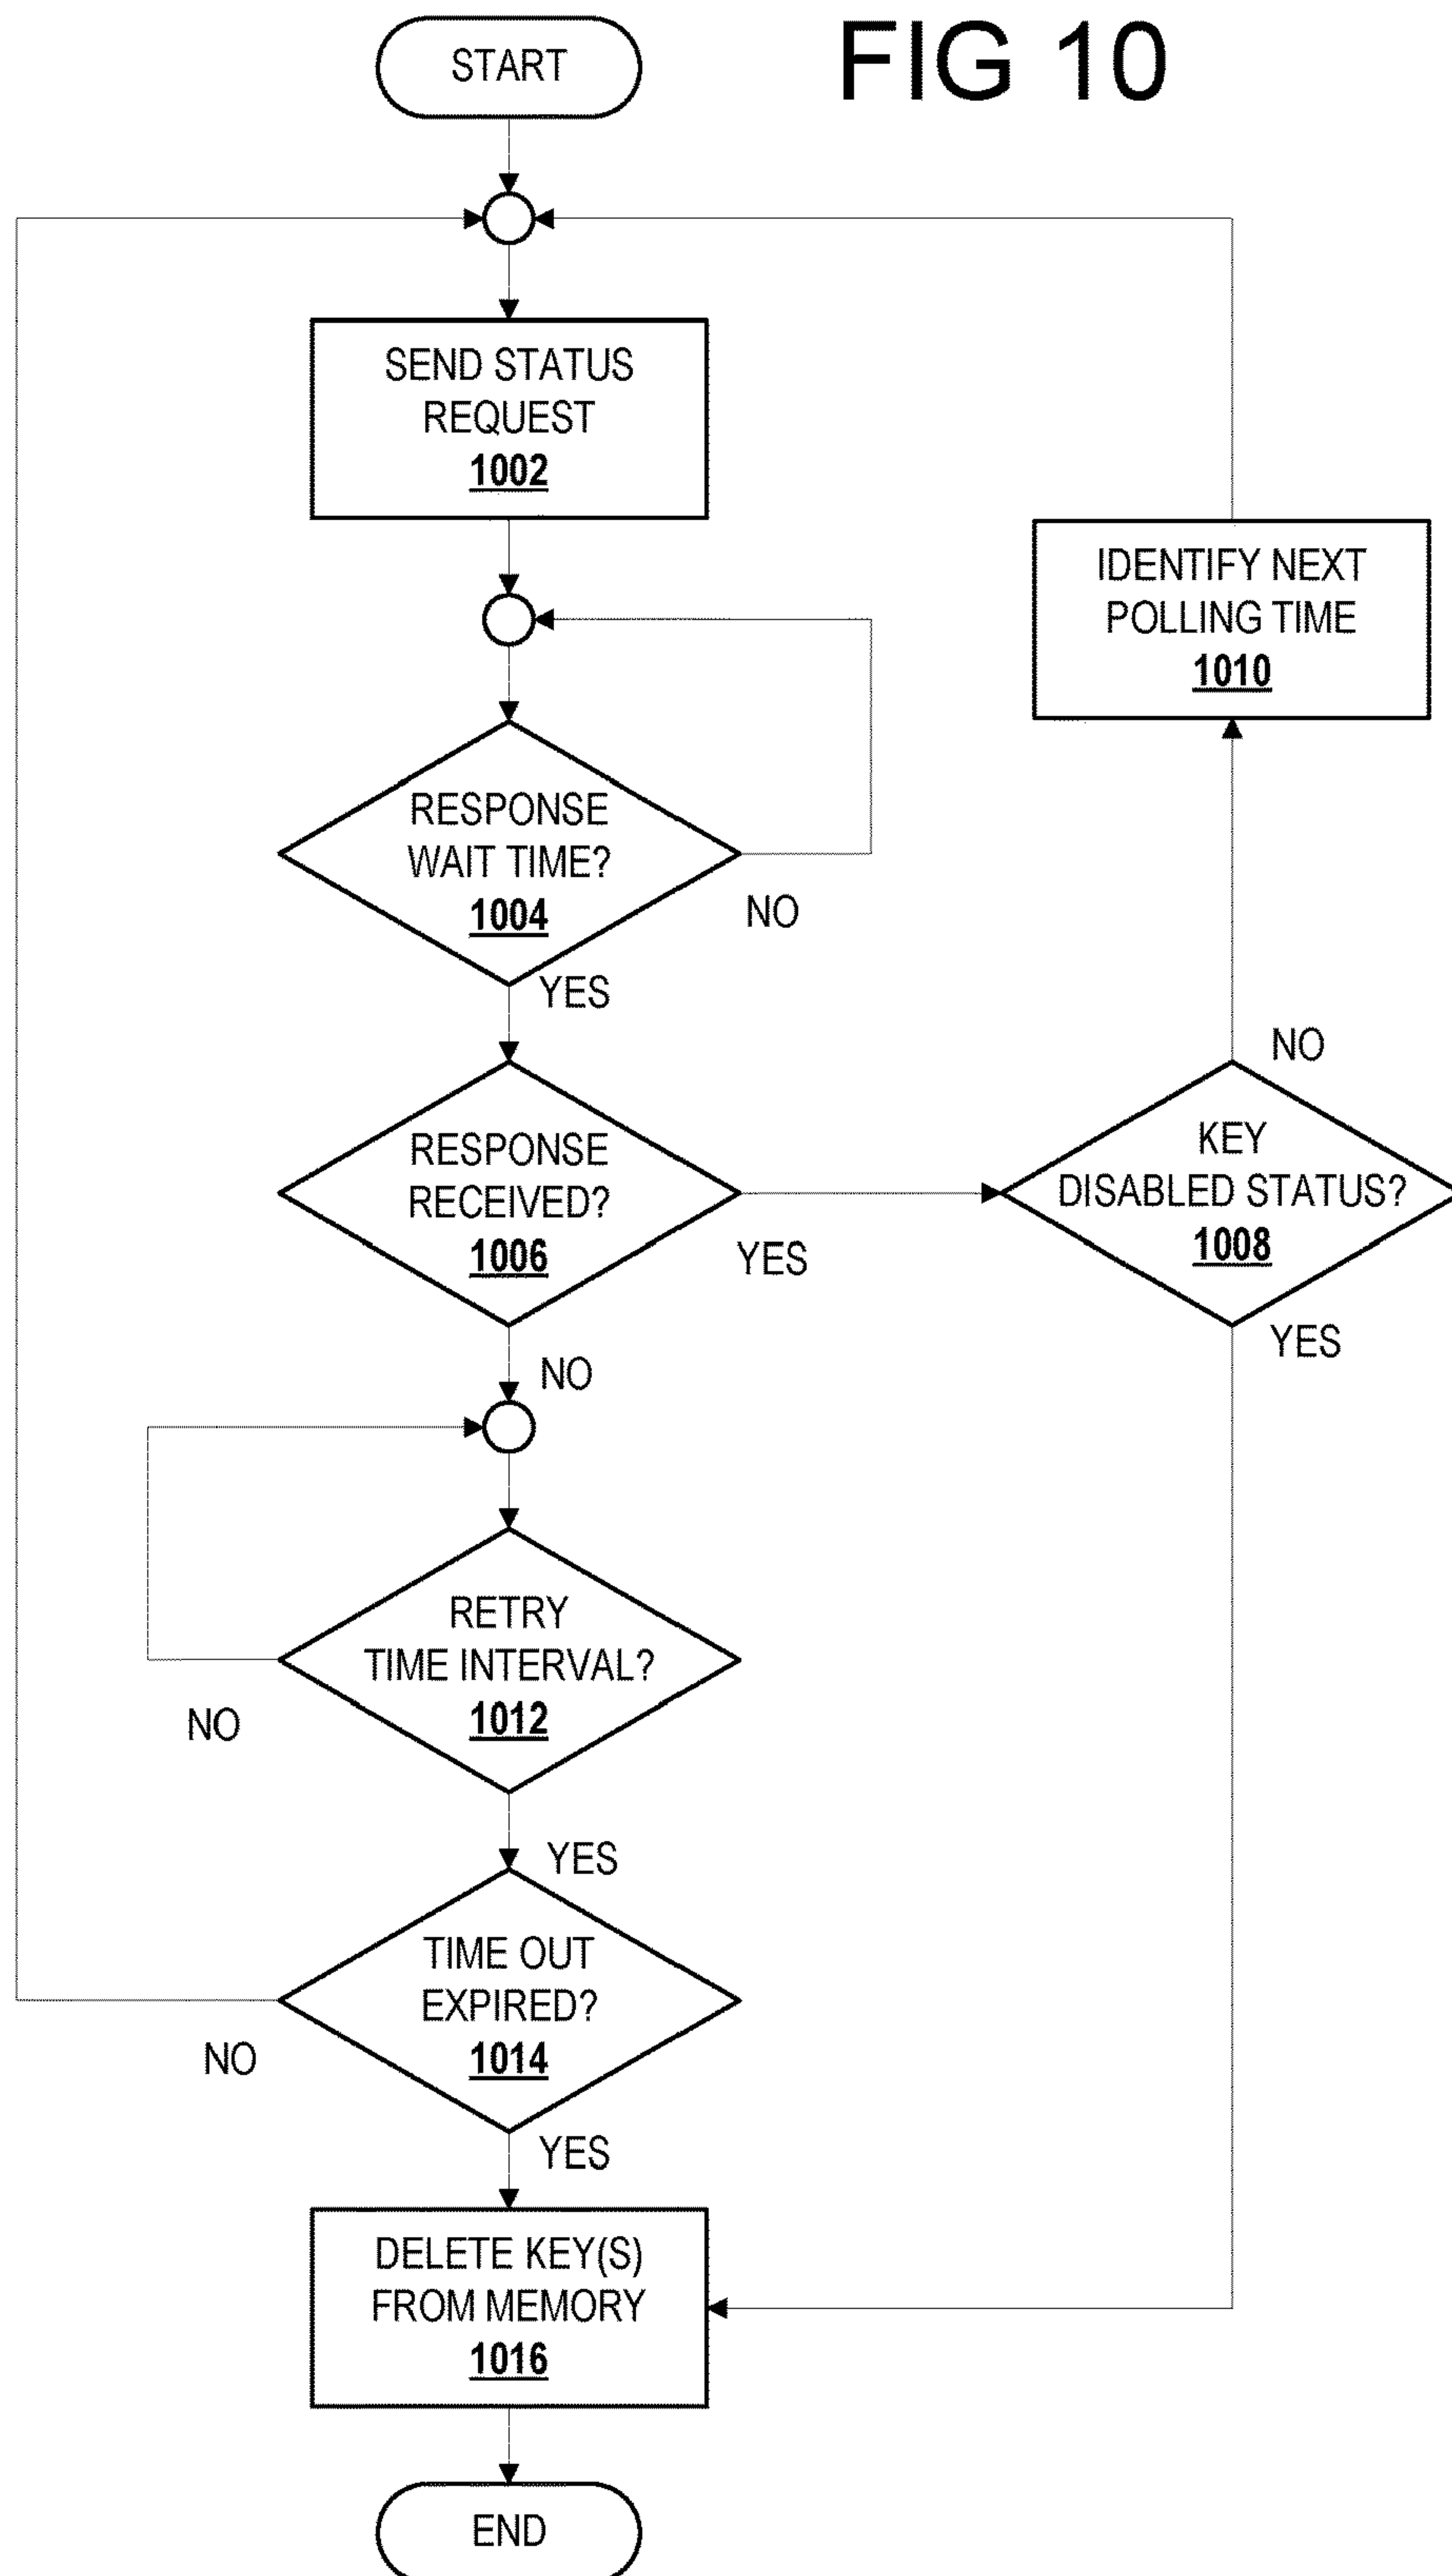 FIG 10
START
SEND STATUS
REQUEST
1002
IDENTIFY NEXT
POLLING TIME
1010
RESPONSE
WAIT TIME?
1004
NO
YES
NO
RESPONSE
RECEIVED?
1006
YES
KEY
DISABLED STATUS?
1008
YES
NO
RETRY
TIME INTERVAL?
1012
NO
YES
TIME OUT
EXPIRED?
1014
NO
YES
DELETE KEY(S)
FROM MEMORY
1016
END